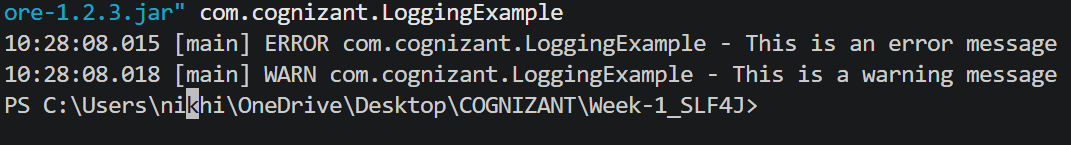 ore-1.2.3.jar" com.cognizant.LoggingExample
10:28:08.015 [main] ERROR com.cognizant.LoggingExample - This is an error message
10:28:08.018 [main] WARN com.cognizant.LoggingExample - This is a warning message
PS C:\Users\nikhi\OneDrive\Desktop\COGNIZANT\Week-1_SLF4J>